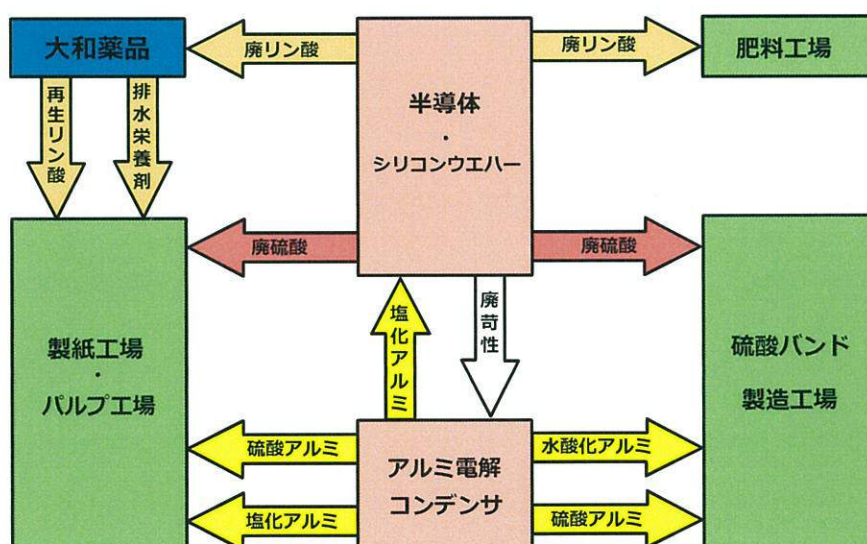 大和薬品
廃リン酸
廃リン酸
肥料工場
半導体
・
シリコンウエハー
再生リン酸
排水栄養剤
廃硫酸
廃硫酸
製紙工場
・
パルプ工場
塩化アルミ
廃苛性
硫酸バンド
製造工場
硫酸アルミ
アルミ電解
コンデンサ
水酸化アルミ
塩化アルミ
硫酸アルミ